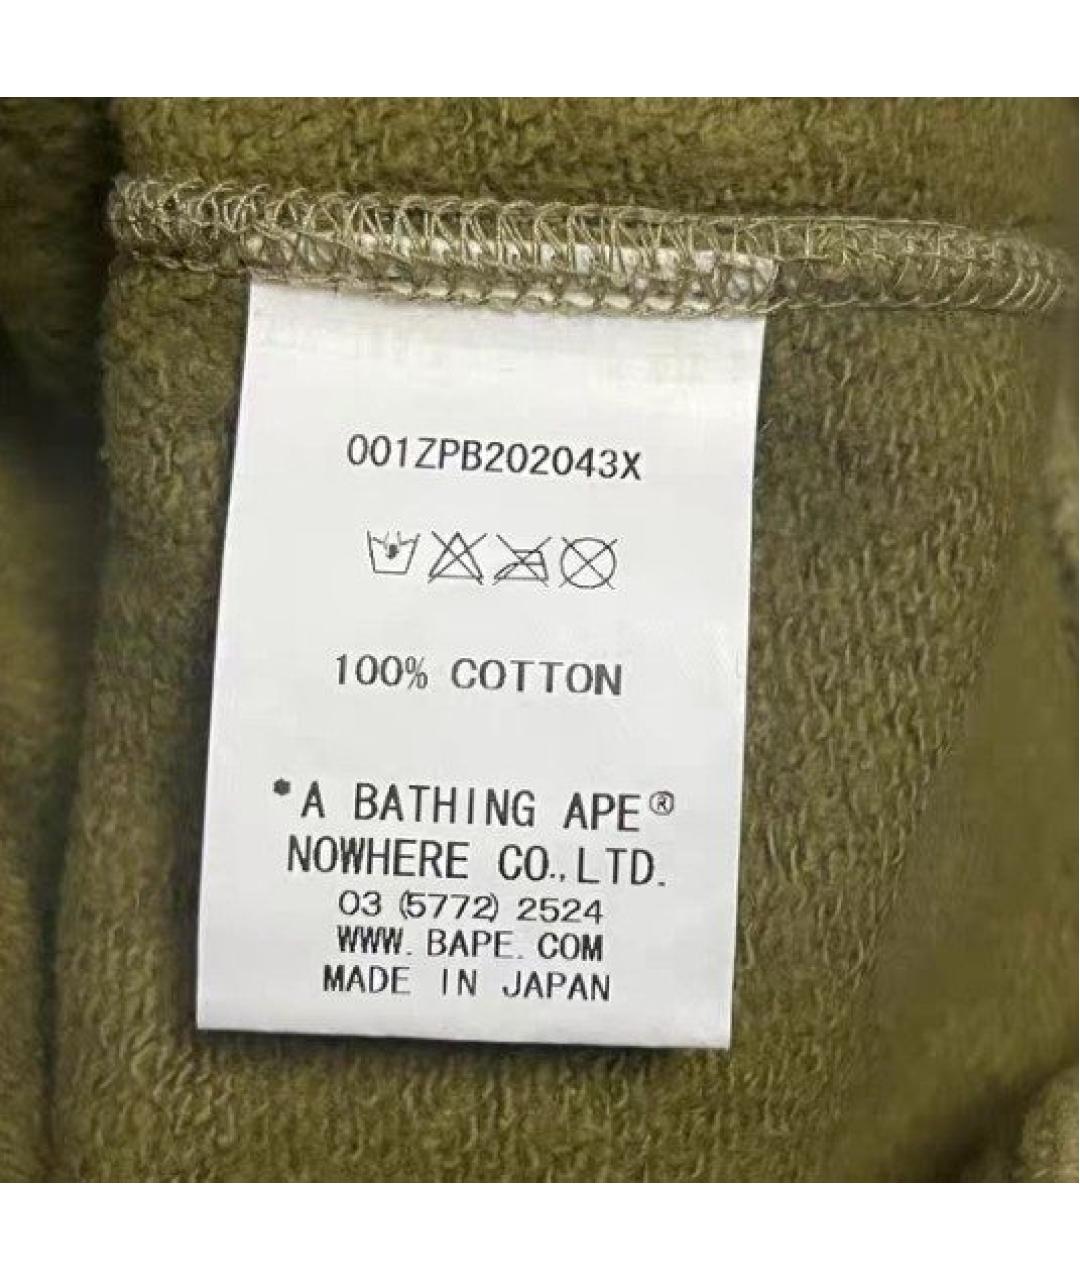 001ZPB202043X
100% COTTON
*A BATHING APE®
NOWHERE CO.,LTD.
03 (5772) 2524
WWW. BAPE. COM
MADE IN JAPAN